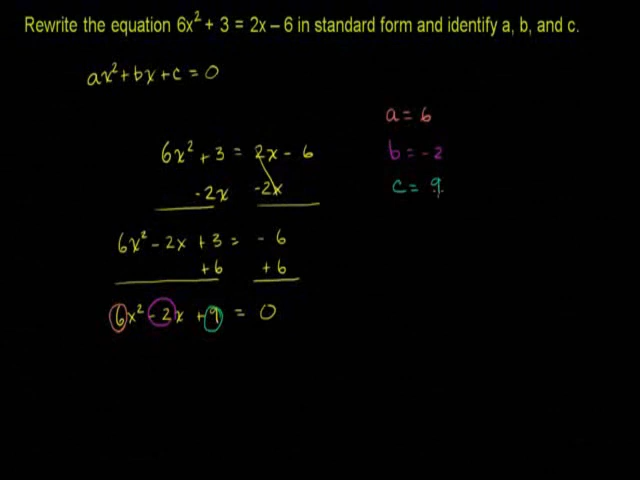 Rewrite the equation 6x² + 3 = 2x – 6 in standard form and identify a, b, and c.
ax² + bx + c = 0
a = 6
6x² + 3 = 2x - 6
b = -2
-2x -2x
c = 9
6x² - 2x + 3 = - 6
+6 +6
6x² - 2x + 9 = 0